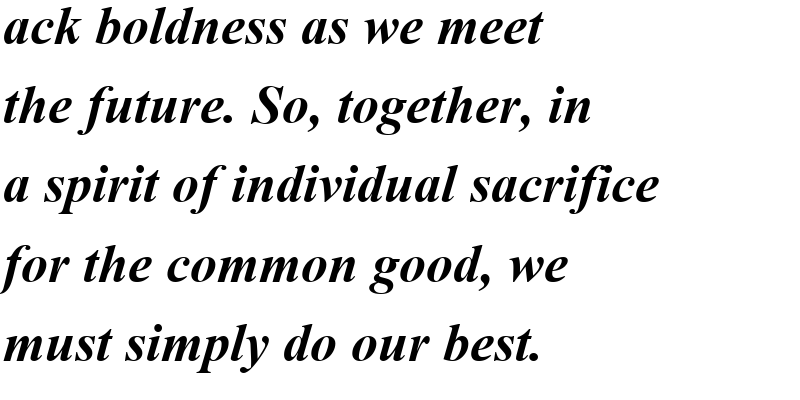 ack boldness as we meet
the future. So, together, in
a spirit of individual sacrifice
for the common good, we
must simply do our best.